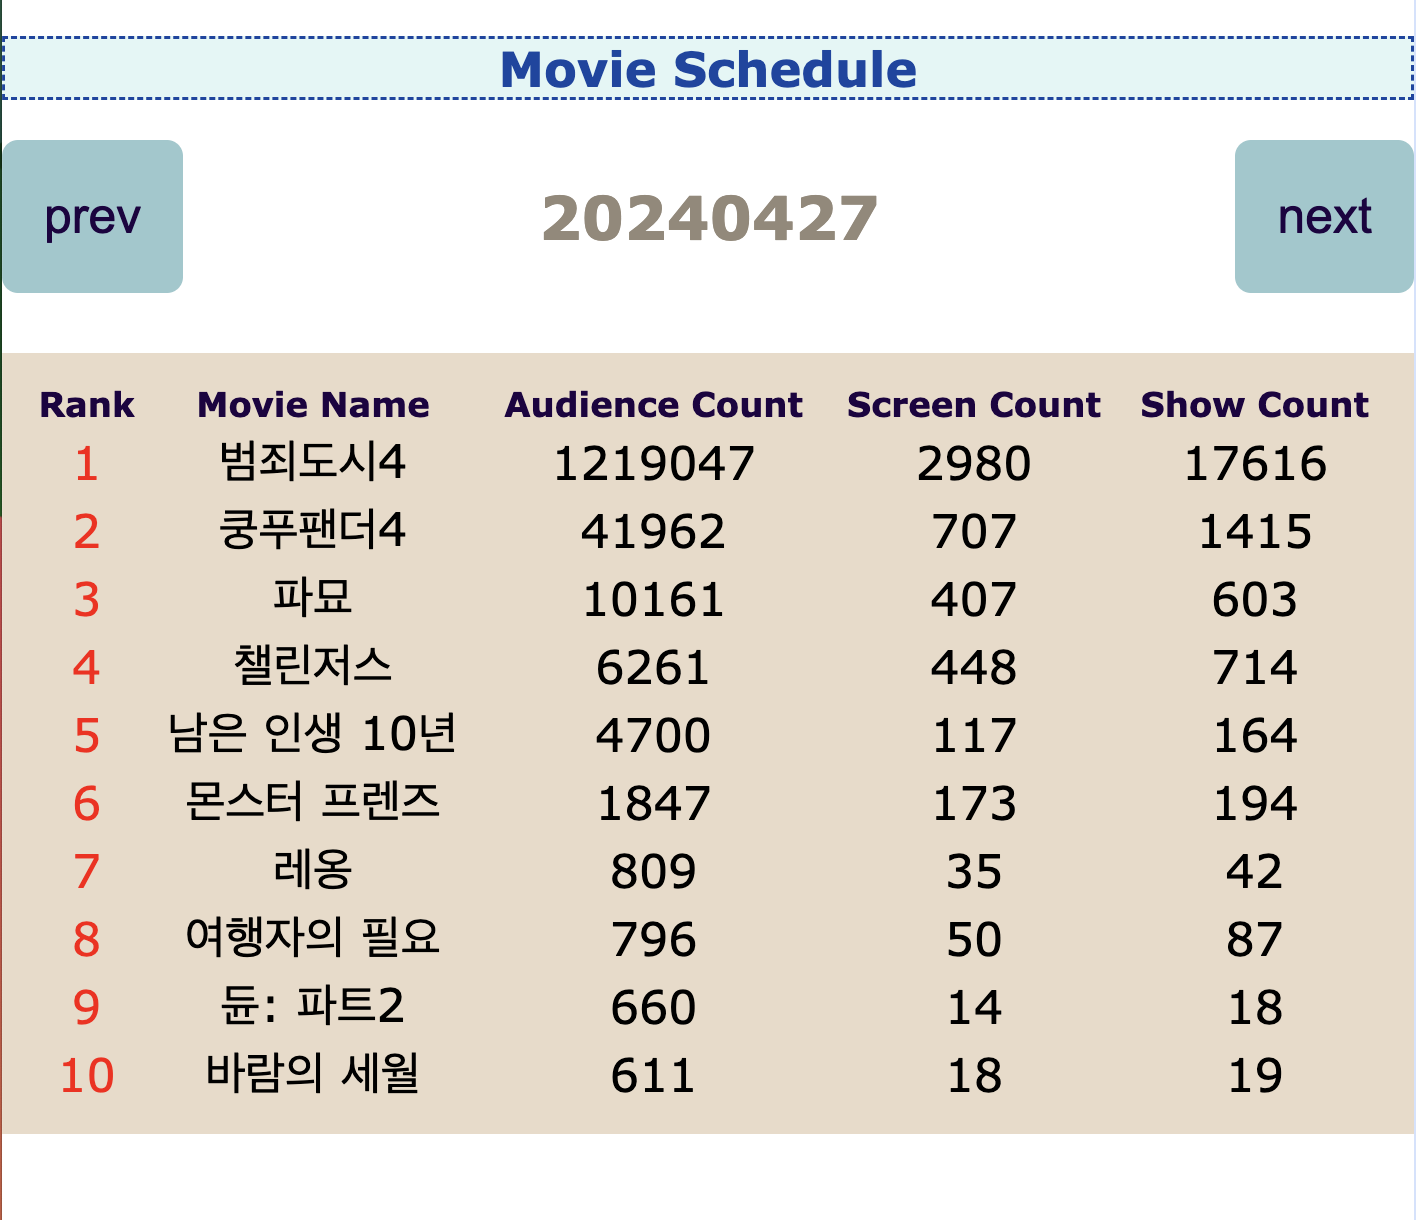 Movie Schedule
prev 20240427 next
Rank Movie Name Audience Count Screen Count Show Count
1 범죄도시4 1219047 2980 17616
2 쿵푸팬더4 41962 707 1415
3 파묘 10161 407 603
4 챌린저스 6261 448 714
5 남은 인생 10년 4700 117 164
6 몬스터 프렌즈 1847 173 194
7 레옹 809 35 42
8 여행자의 필요 796 50 87
9 듄: 파트2 660 14 18
10 바람의 세월 611 18 19